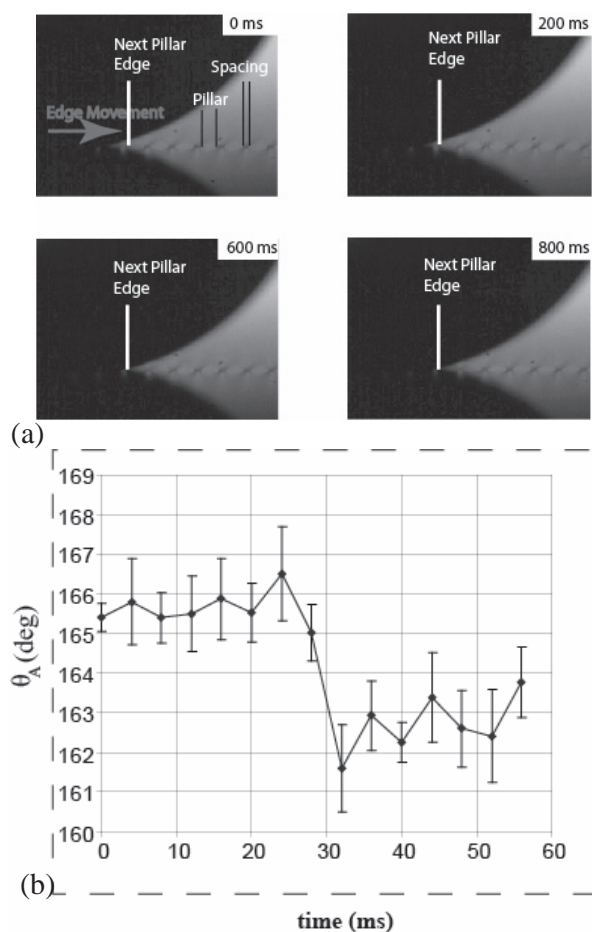 0 ms
Next Pillar
Edge
Spacing
Pillar
Edge Movement
200 ms
Next Pillar
Edge
600 ms
Next Pillar
Edge
800 ms
Next Pillar
Edge
(a)
169
168
167
166
165
164
163
162
161
160
θA (deg)
0 10 20 30 40 50 60
(b)
time (ms)